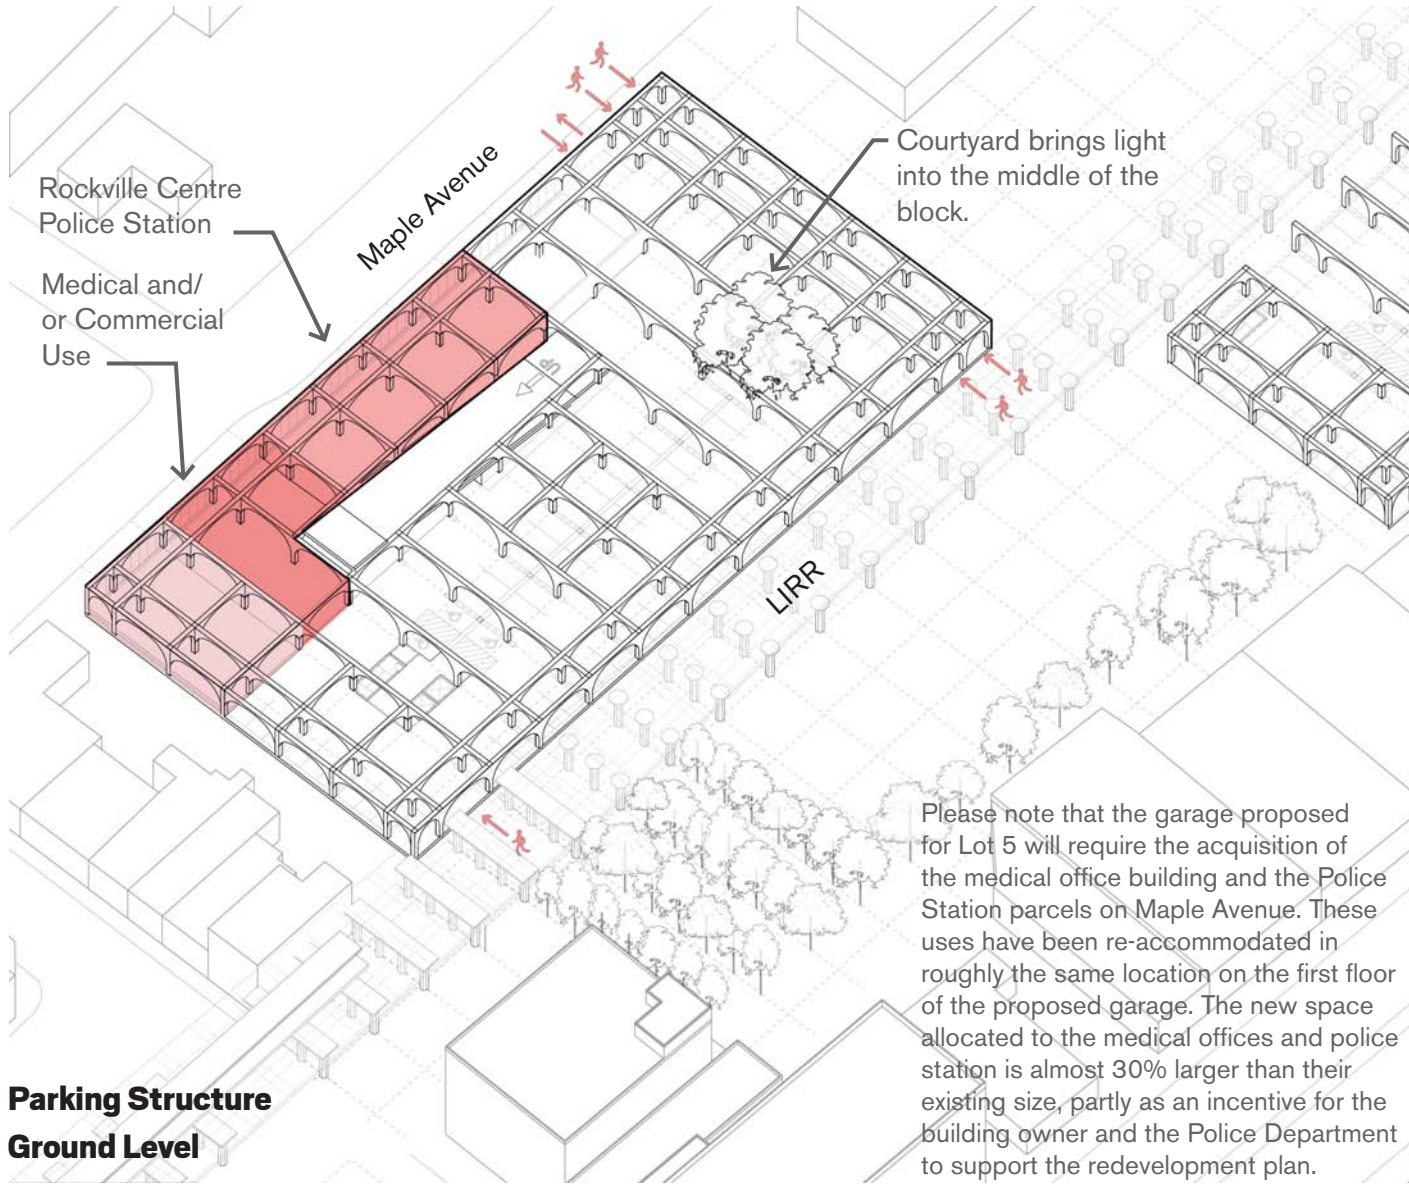 Maple Avenue
Courtyard brings light
into the middle of the
block.
Rockville Centre
Police Station
Medical and/
or Commercial
Use
UP
LIRR
Please note that the garage proposed
for Lot 5 will require the acquisition of
the medical office building and the Police
Station parcels on Maple Avenue. These
uses have been re-accommodated in
roughly the same location on the first floor
of the proposed garage. The new space
allocated to the medical offices and police
station is almost 30% larger than their
existing size, partly as an incentive for the
building owner and the Police Department
to support the redevelopment plan.
Parking Structure
Ground Level